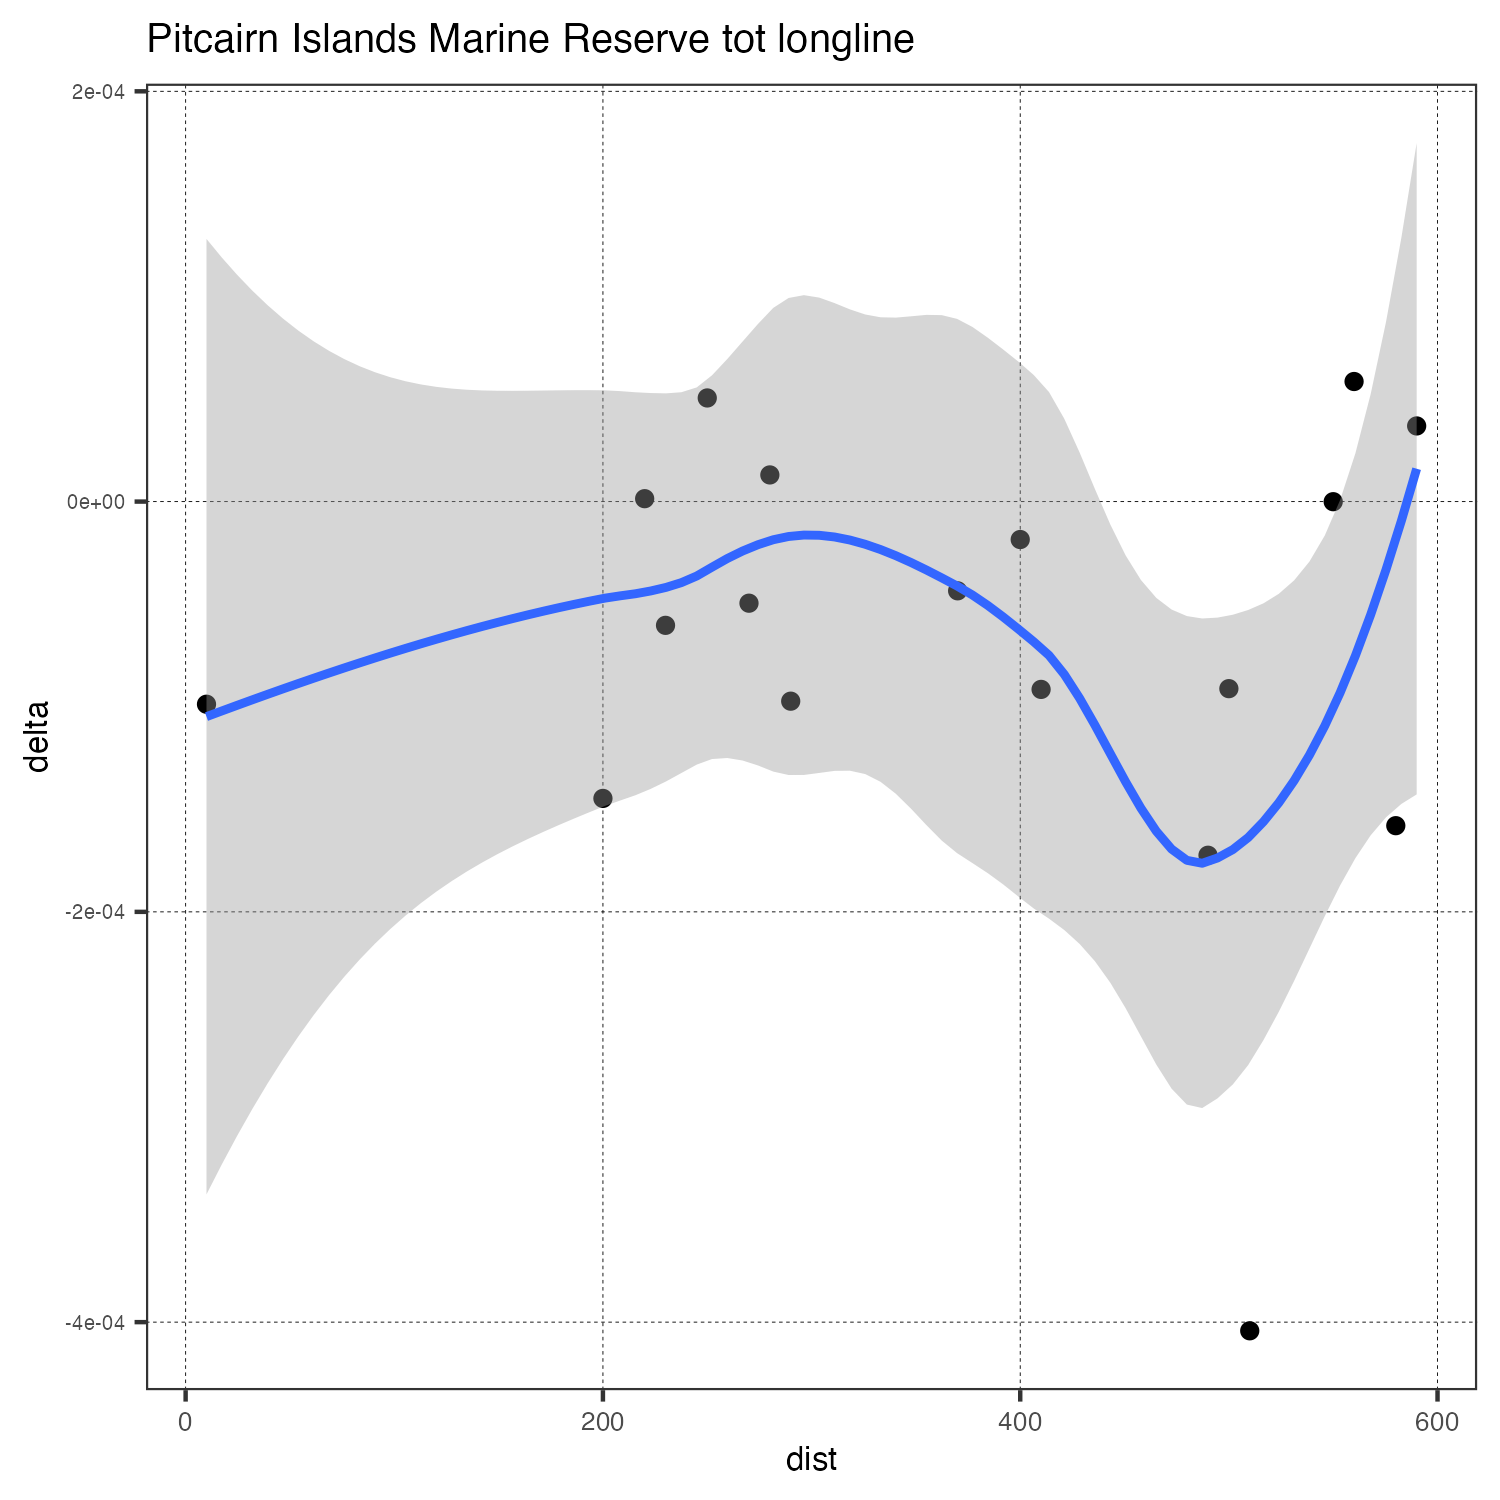 Pitcairn Islands Marine Reserve tot longline
2e-04
0e+00
-2e-04
-4e-04
delta
0 200 400 600
dist